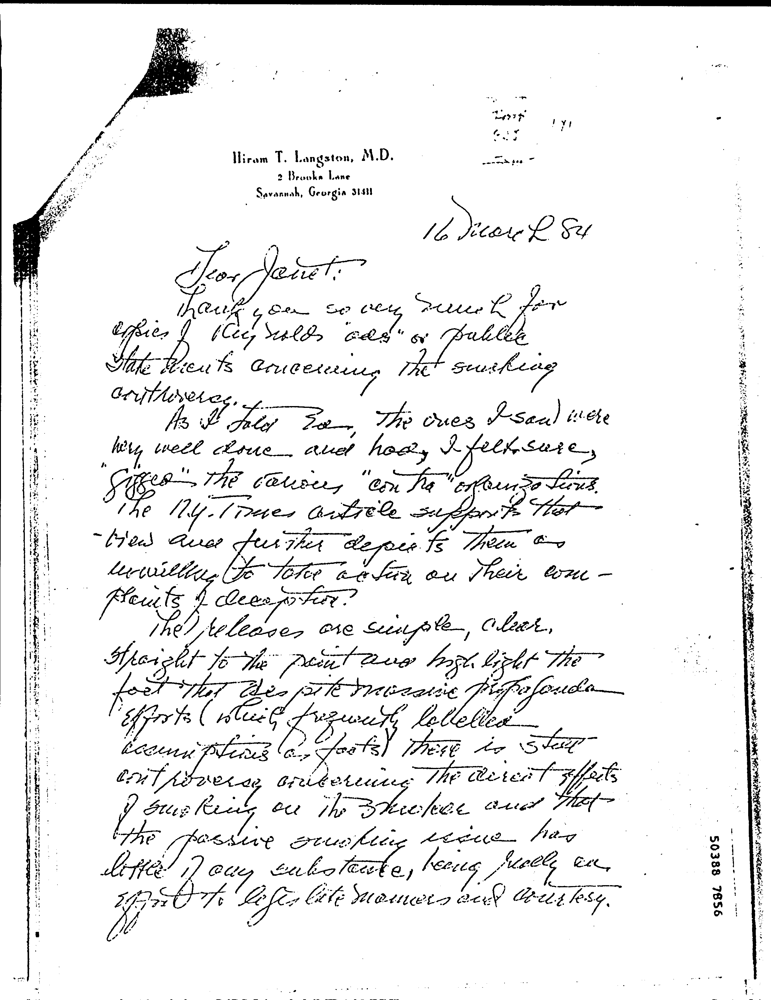 Hiram T. Langston, M.D.
2 Brooks Lane
Savannah, Georgia 31411
16 March 84
Dear Janet:
Thank you so very much for
copies of Reynolds "ads" or public
statements concerning the smoking
controversy.
As I told Ed, the ones I saw were
very well done and had, I felt sure,
the various "contra" organizations.
The N.Y. Times article supports that
view and further depicts them as
unwilling to take action on their com-
plaints of deception.
The releases are simple, clear,
straight to the point and highlight the
fact that despite massive propaganda
efforts (which frequently labelled
assumptions as facts) there is still
controversy concerning the direct effects
of smoking on the smoker and that
the passive smoking issue has
little if any substance, being really an
effort to legislate manners and courtesy.
50388 7856